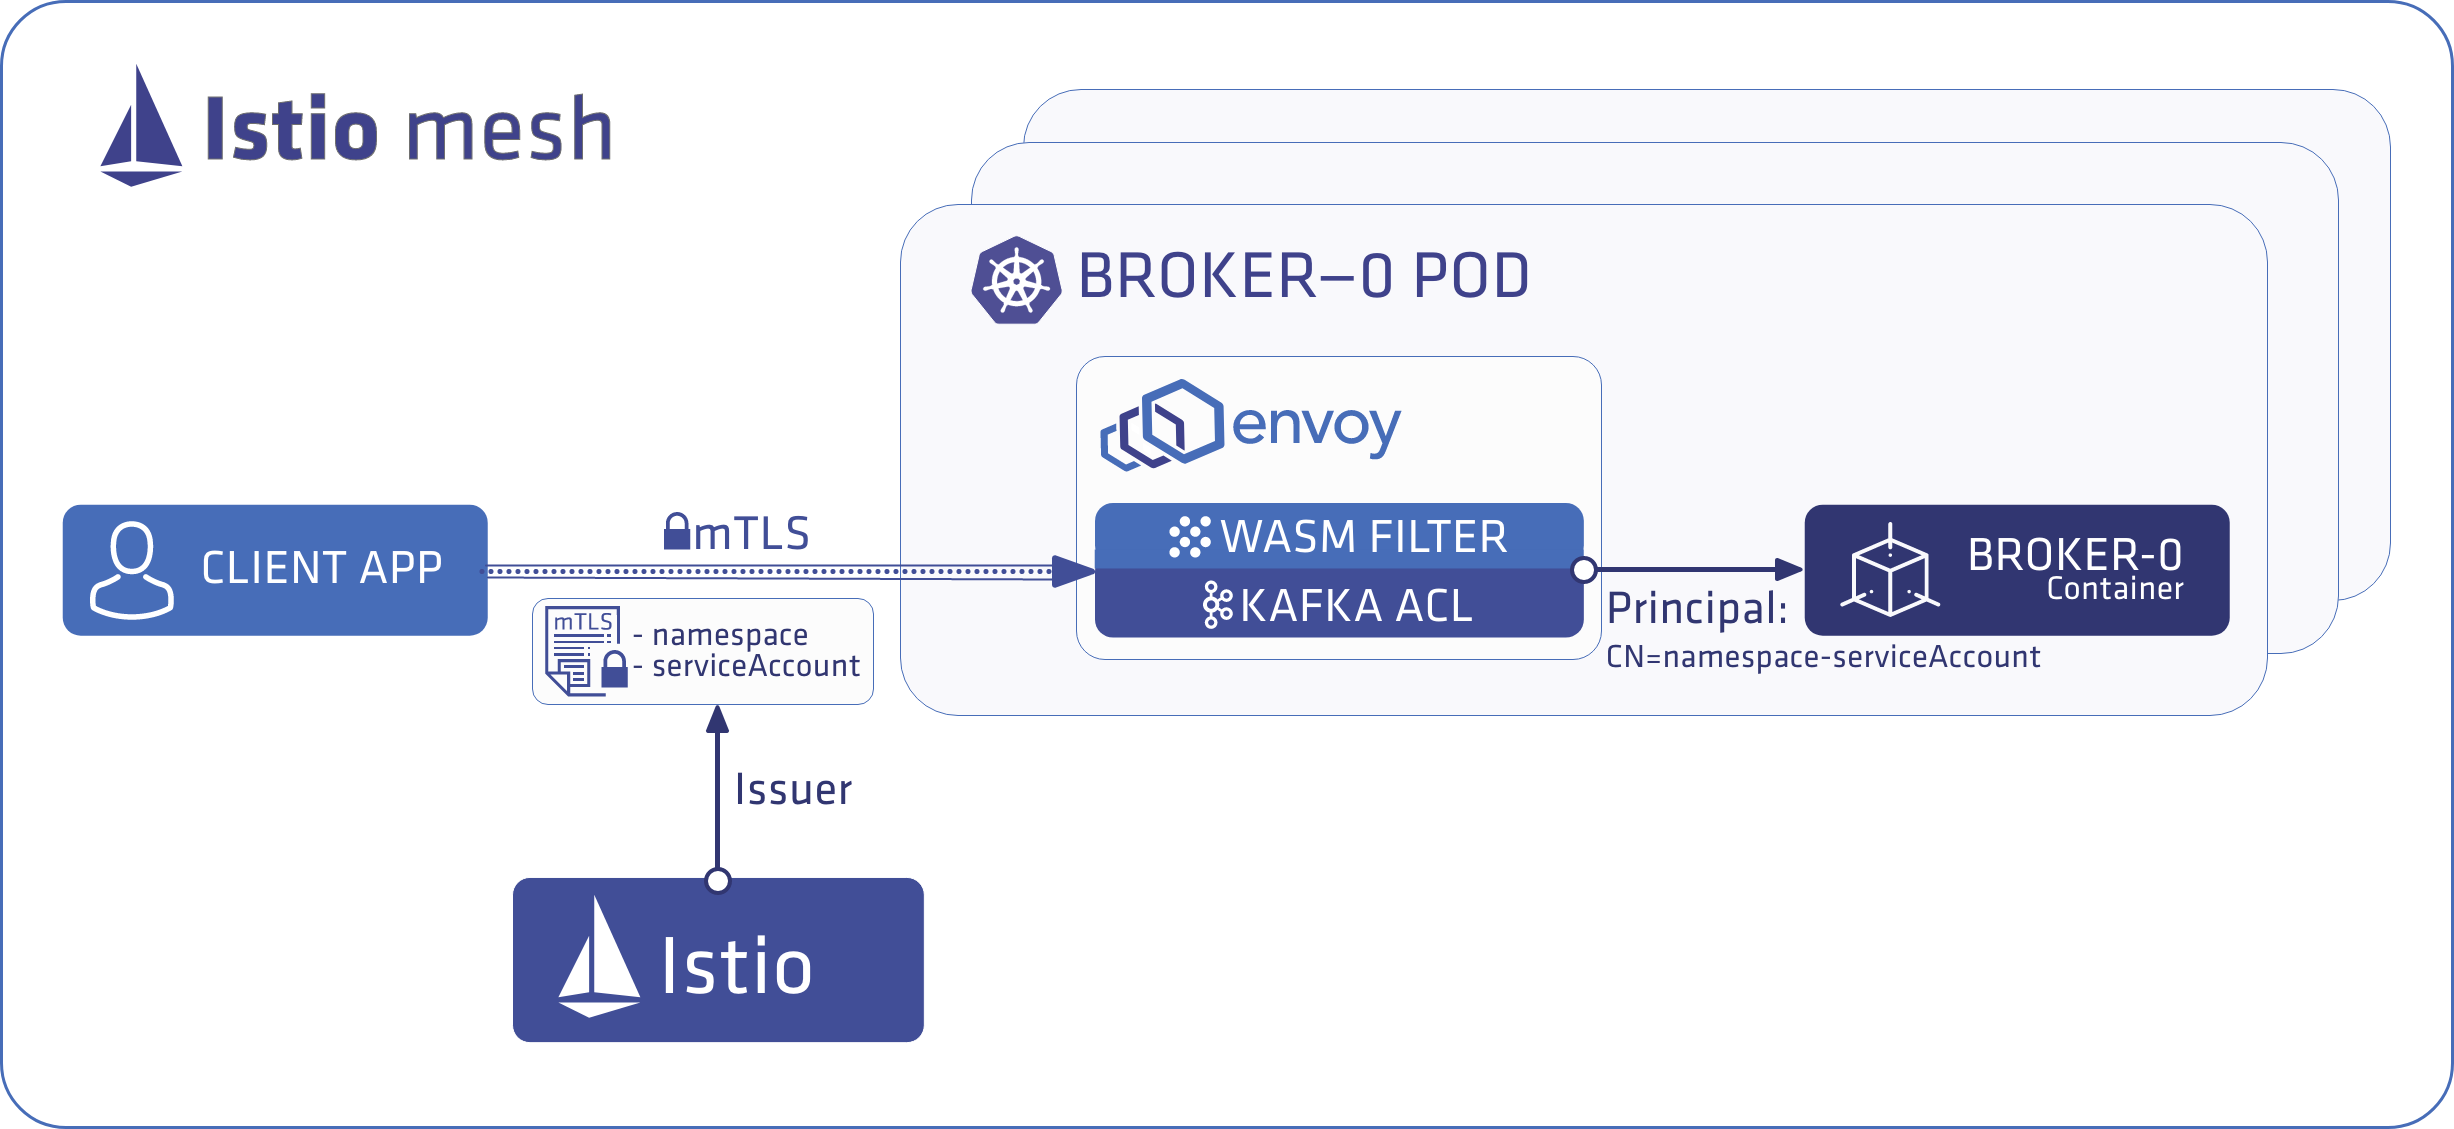 Istio mesh
BROKER–0 POD
envoy
CLIENT APP
mTLS
WASM FILTER
KAFKA ACL
BROKER-0
Container
Principal:
CN=namespace-serviceAccount
mTLS
- namespace
- serviceAccount
Issuer
Istio